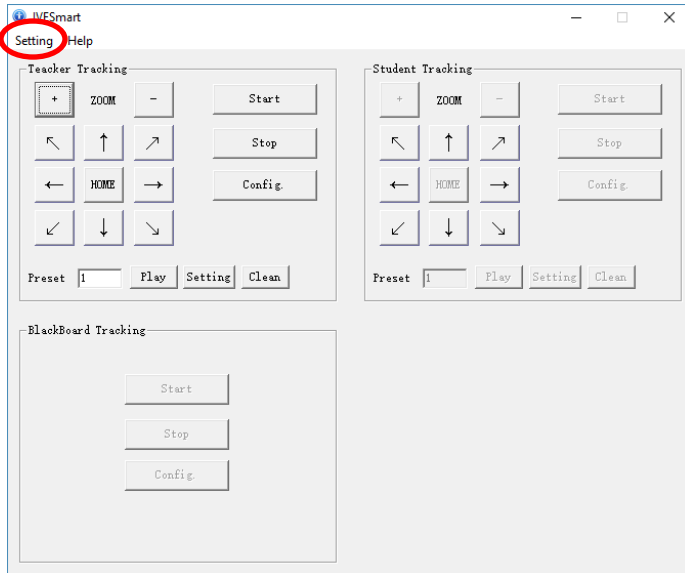 IVESmart
Setting Help
Teacker Tracking
+ ZOOM - Start
↖ ↑ ↗ Stop
← HOME → Config.
↙ ↓ ↘
Preset 1 Play Setting Clean
Student Tracking
+ ZOOM - Start
↖ ↑ ↗ Stop
← HOME → Config.
↙ ↓ ↘
Preset 1 Play Setting Clean
BlackBoard Tracking
Start
Stop
Config.